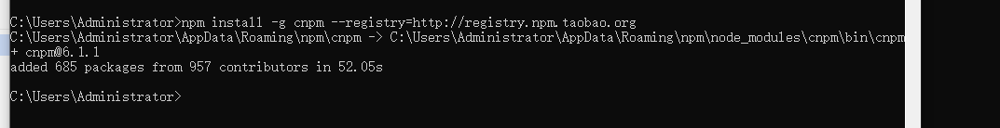 C:\Users\Administrator>npm install -g cnpm --registry=http://registry.npm.taobao.org
C:\Users\Administrator\AppData\Roaming\npm\cnpm -> C:\Users\Administrator\AppData\Roaming\npm\node_modules\cnpm\bin\cnpm
+ cnpm@6.1.1
added 685 packages from 957 contributors in 52.05s
C:\Users\Administrator>